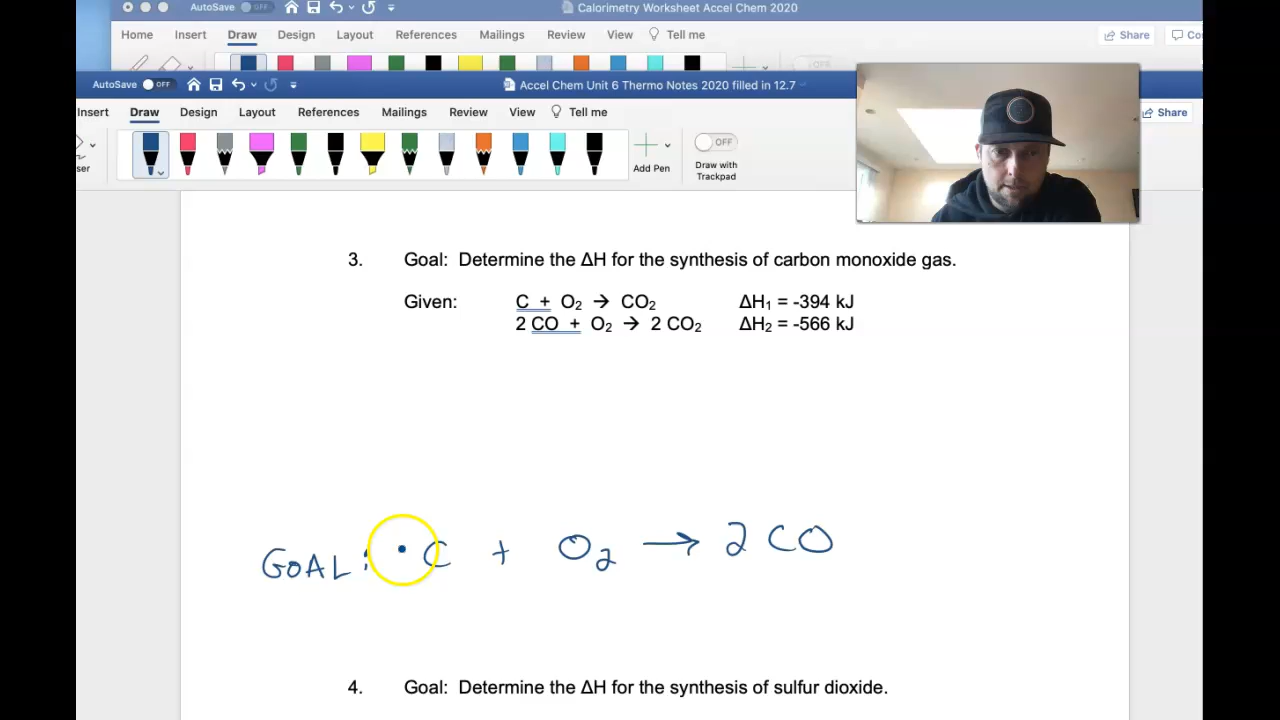 AutoSave OFF Calorimetry Worksheet Accel Chem 2020
Home Insert Draw Design Layout References Mailings Review View Tell me Share Co
OFF
AutoSave OFF Accel Chem Unit 6 Thermo Notes 2020 filled in 12.7
nsert Draw Design Layout References Mailings Review View Tell me Share
OFF
ser Add Pen Draw with
Trackpad
3. Goal: Determine the ΔH for the synthesis of carbon monoxide gas.
Given: C + O₂ → CO₂ ΔH₁ = -394 kJ
2 CO + O₂ → 2 CO₂ ΔH₂ = -566 kJ
GOAL: C + O₂ → 2 CO
4. Goal: Determine the ΔH for the synthesis of sulfur dioxide.